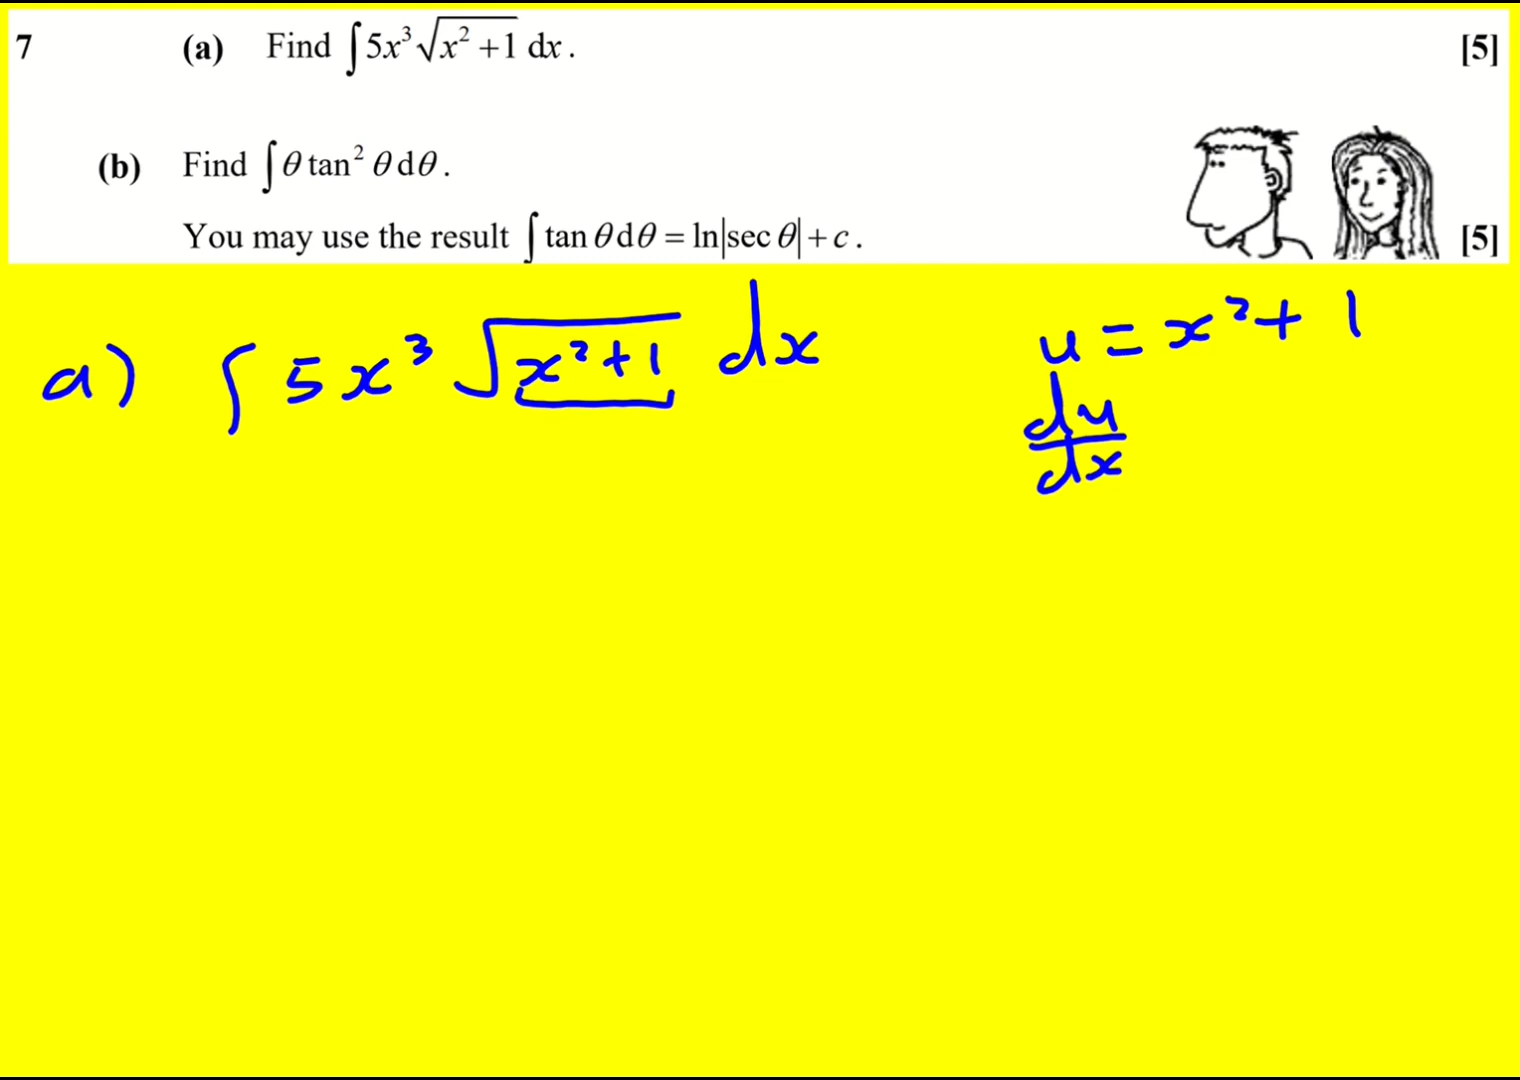 7 (a) Find ∫5x³√(x² + 1) dx. [5]
(b) Find ∫θ tan² θ dθ.
You may use the result ∫tan θ dθ = ln|sec θ| + c. [5]
a) ∫ 5x³ √(x²+1) dx
u = x² + 1
du/dx